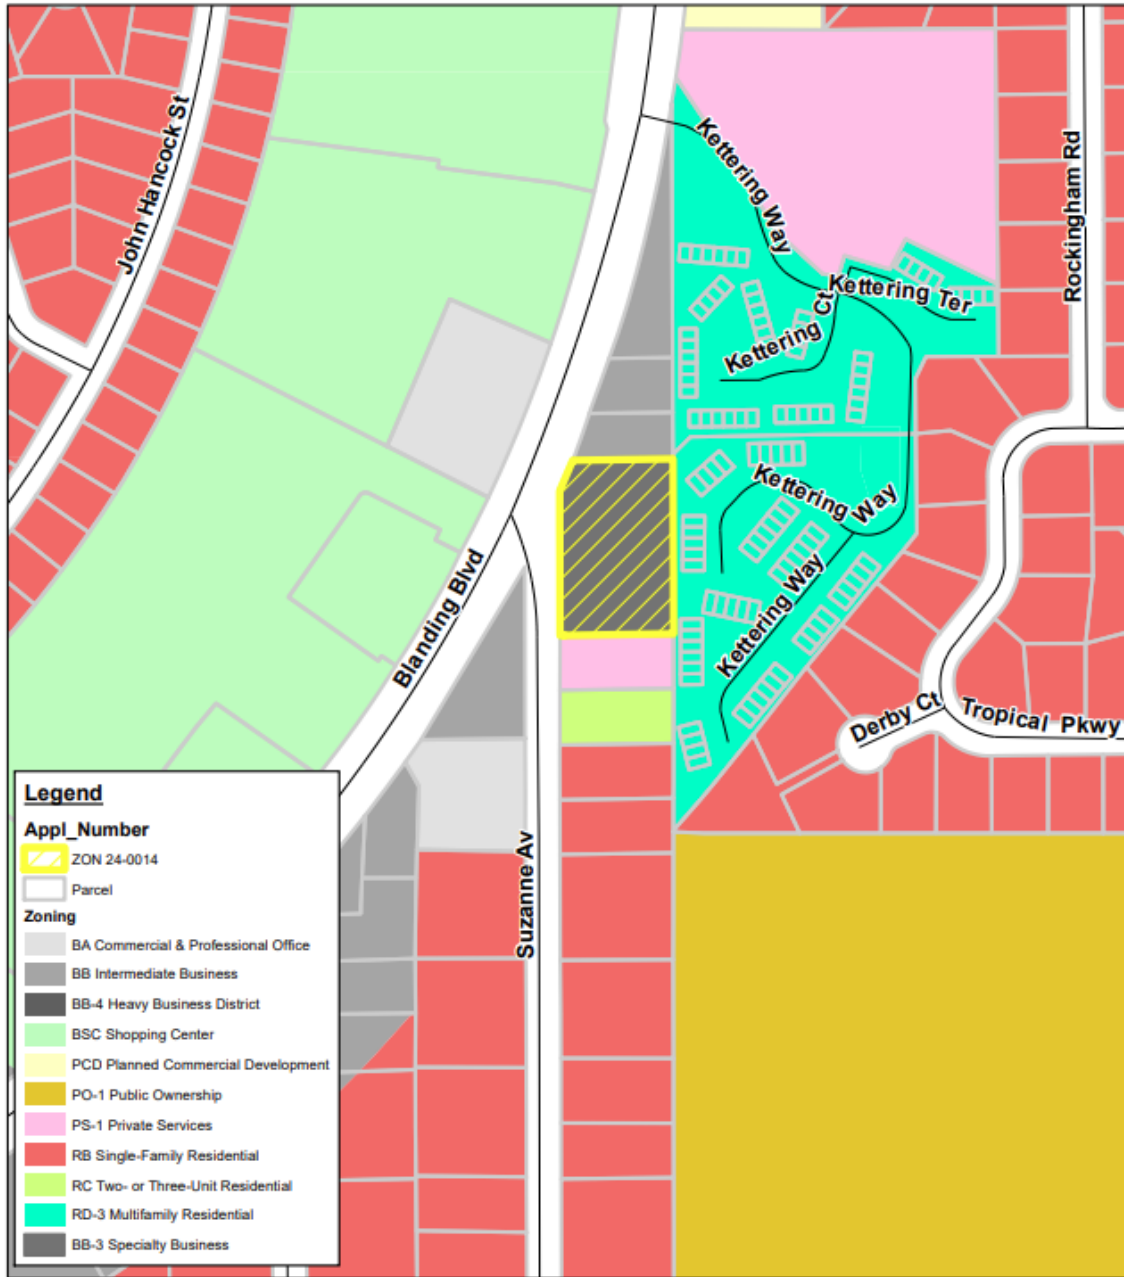 John Hancock St
Kettering Way
Rockingham Rd
Kettering Ter
Kettering Ct
Kettering Way
Blanding Blvd
Kettering Way
Derby Ct
Tropical Pkwy
Suzanne Av
Legend
Appl_Number
ZON 24-0014
Parcel
Zoning
BA Commercial & Professional Office
BB Intermediate Business
BB-4 Heavy Business District
BSC Shopping Center
PCD Planned Commercial Development
PO-1 Public Ownership
PS-1 Private Services
RB Single-Family Residential
RC Two- or Three-Unit Residential
RD-3 Multifamily Residential
BB-3 Specialty Business